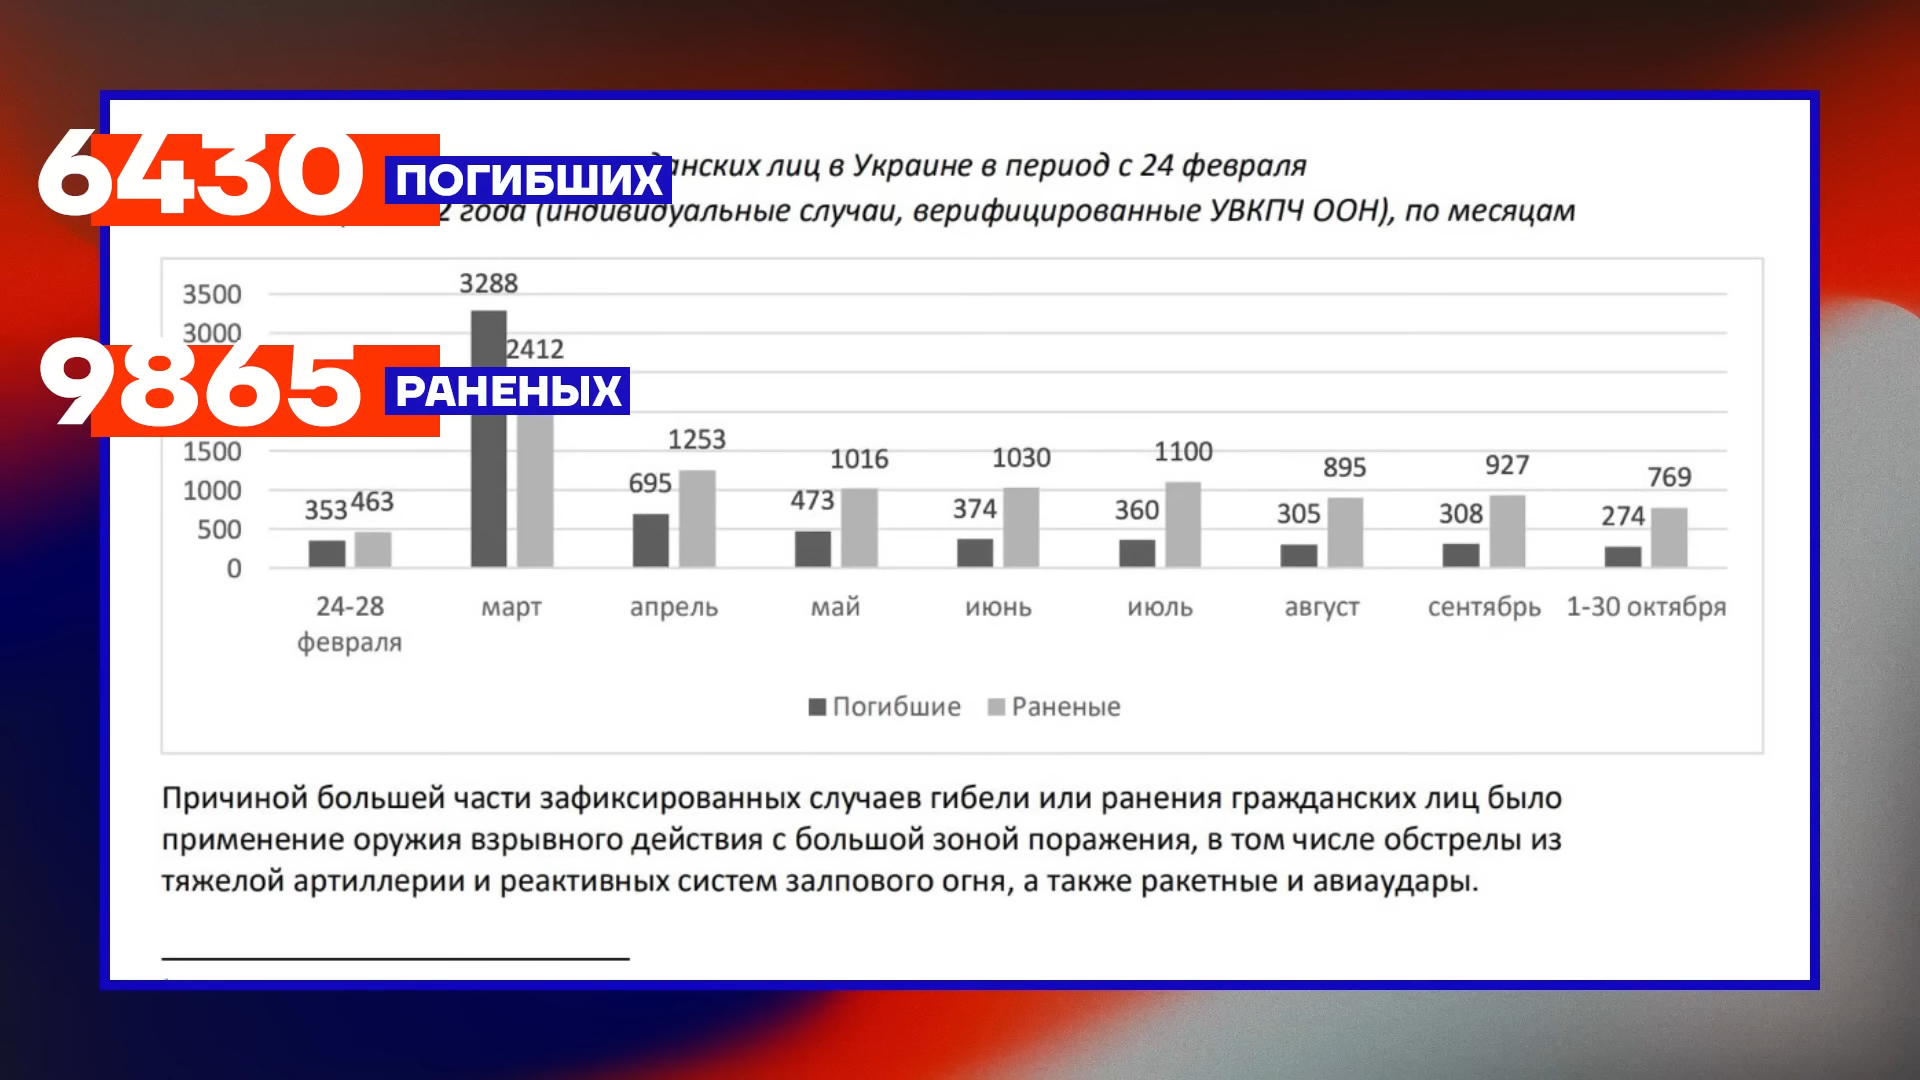 6430 ПОГИБШИХ
лиц в Украине в период с 24 февраля
года (индивидуальные случаи, верифицированные УВКПЧ ООН), по месяцам
3500
3000
1500
1000
500
0
9865 РАНЕНЫХ
353 463
3288 2412
695 1253
473 1016
374 1030
360 1100
305 895
308 927
274 769
24-28 февраля
март
апрель
май
июнь
июль
август
сентябрь
1-30 октября
Погибшие Раненые
Причиной большей части зафиксированных случаев гибели или ранения гражданских лиц было
применение оружия взрывного действия с большой зоной поражения, в том числе обстрелы из
тяжелой артиллерии и реактивных систем залпового огня, а также ракетные и авиаудары.